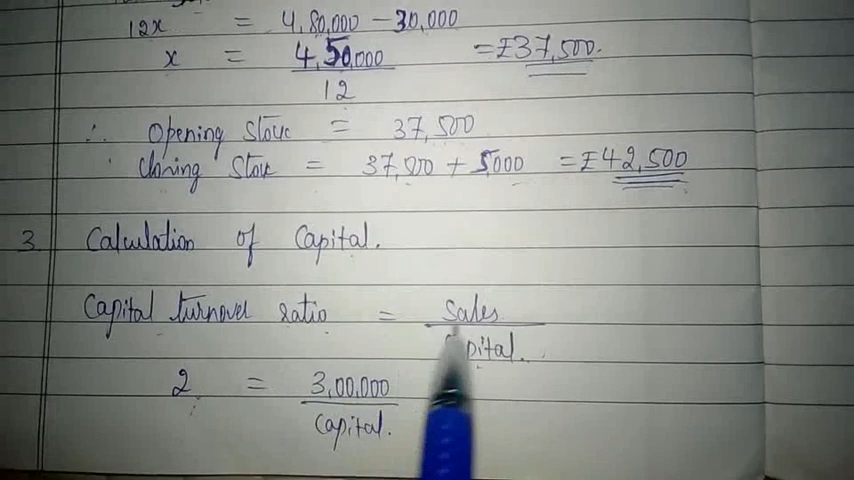 12x = 4,80,000 - 30,000
x = 4,50,000 / 12 = £37,500.
∴ Opening Stock = 37,500
Closing Stock = 37,500 + 5000 = £42,500
3. Calculation of Capital.
Capital turnover ratio = Sales / Capital.
2 = 3,00,000 / Capital.